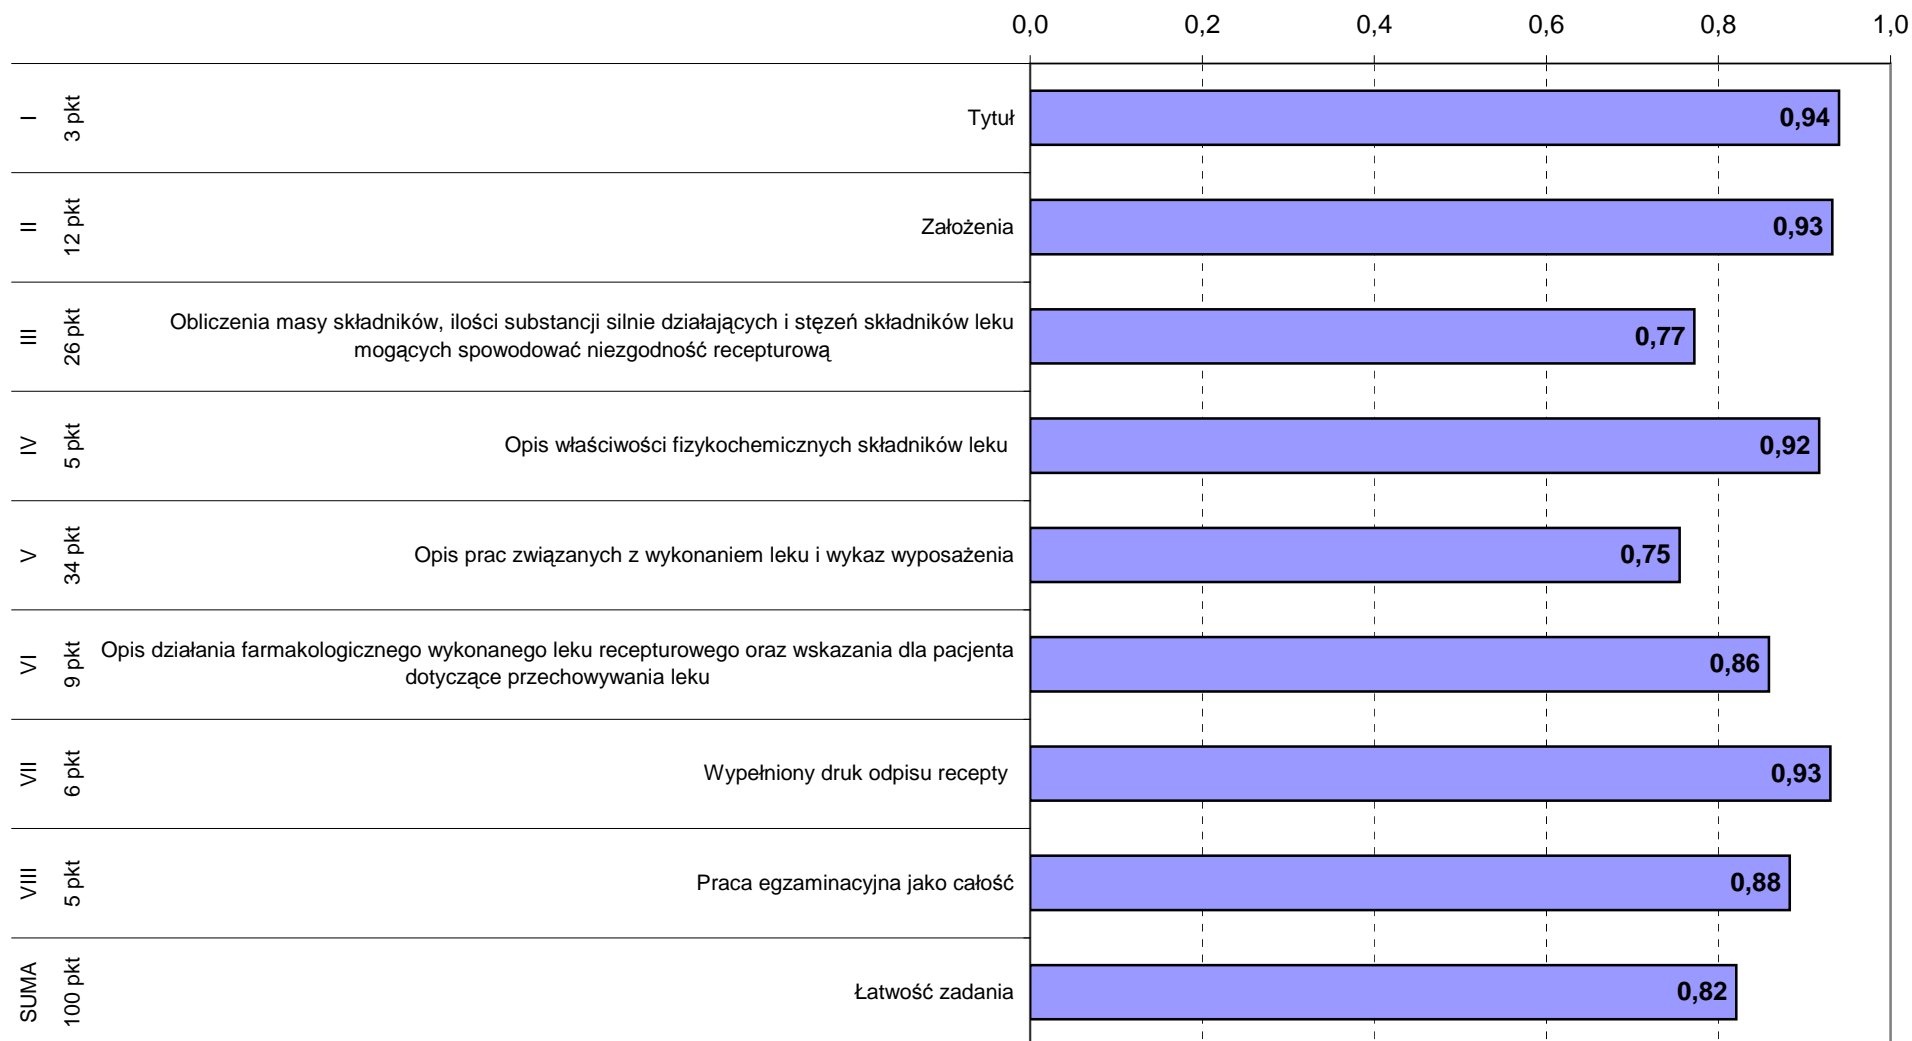 0,0 0,2 0,4 0,6 0,8 1,0
I 3 pkt Tytuł 0,94
II 12 pkt Założenia 0,93
III 26 pkt Obliczenia masy składników, ilości substancji silnie działających i stęzeń składników leku
mogących spowodować niezgodność recepturową 0,77
IV 5 pkt Opis właściwości fizykochemicznych składników leku 0,92
V 34 pkt Opis prac związanych z wykonaniem leku i wykaz wyposażenia 0,75
VI 9 pkt Opis działania farmakologicznego wykonanego leku recepturowego oraz wskazania dla pacjenta
dotyczące przechowywania leku 0,86
VII 6 pkt Wypełniony druk odpisu recepty 0,93
VIII 5 pkt Praca egzaminacyjna jako całość 0,88
SUMA 100 pkt Łatwość zadania 0,82